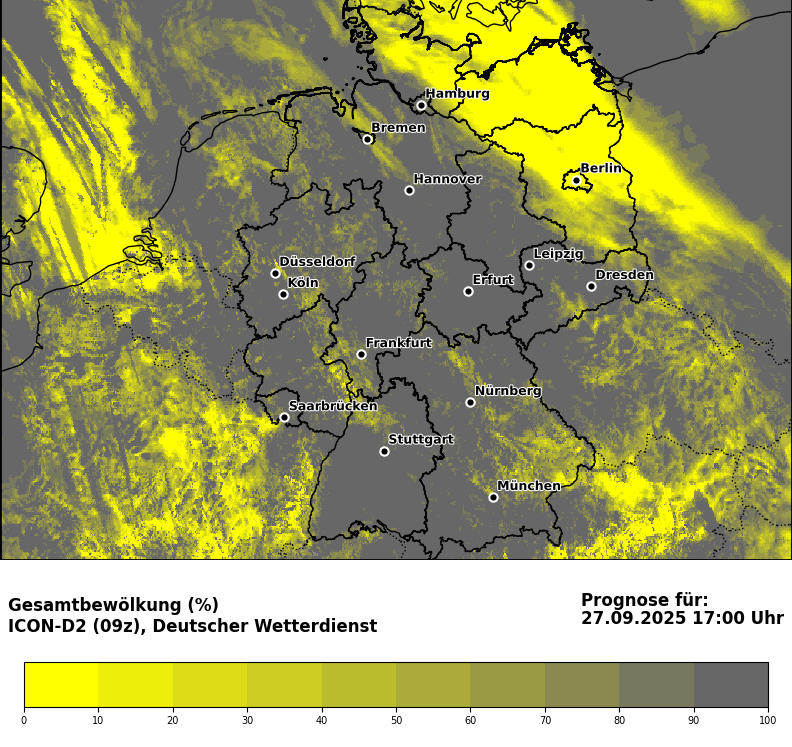 Hamburg
Bremen
Berlin
Hannover
Leipzig
Düsseldorf
Dresden
Köln
Erfurt
Frankfurt
Nürnberg
Saarbrücken
Stuttgart
München
Gesamtbewölkung (%)
ICON-D2 (09z), Deutscher Wetterdienst
Prognose für:
27.09.2025 17:00 Uhr
0 10 20 30 40 50 60 70 80 90 100